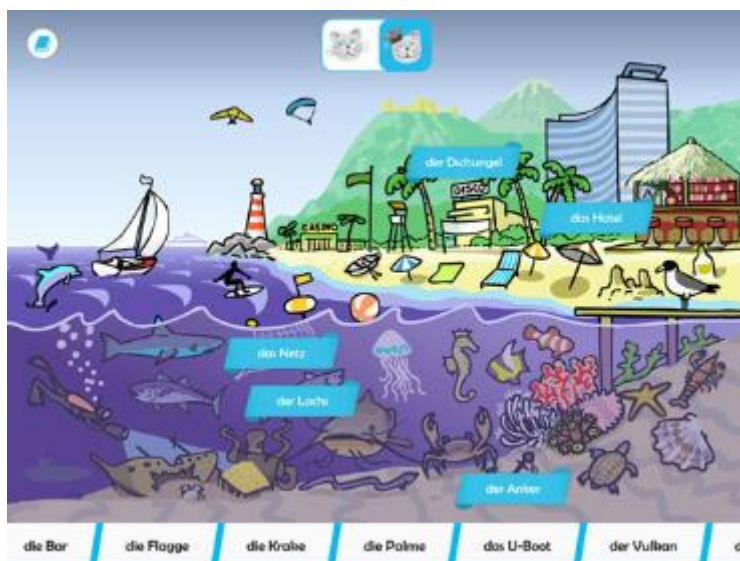 der Dschungel
DISCO
das Hotel
CASINO
das Netz
der Lachs
der Anker
die Bar
die Flagge
die Krake
die Palme
das U-Boot
der Vulkan
d